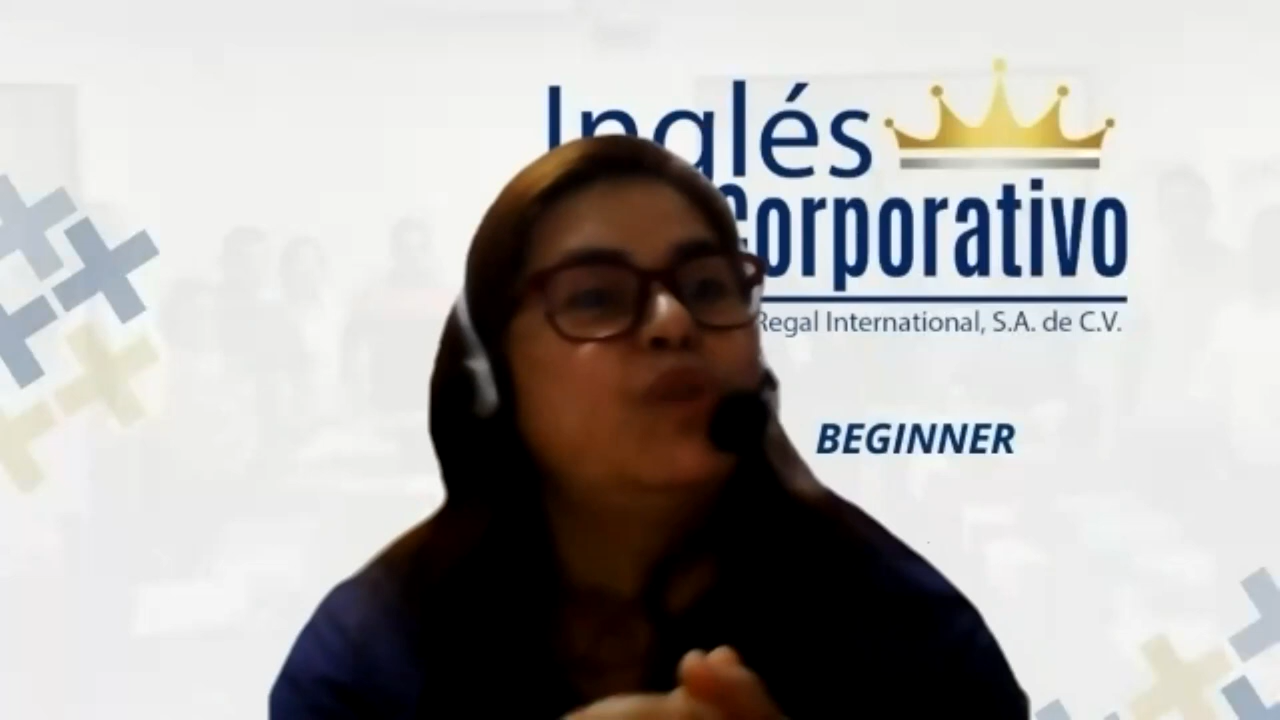 Inglés
Corporativo
Regal International, S.A. de C.V.
BEGINNER